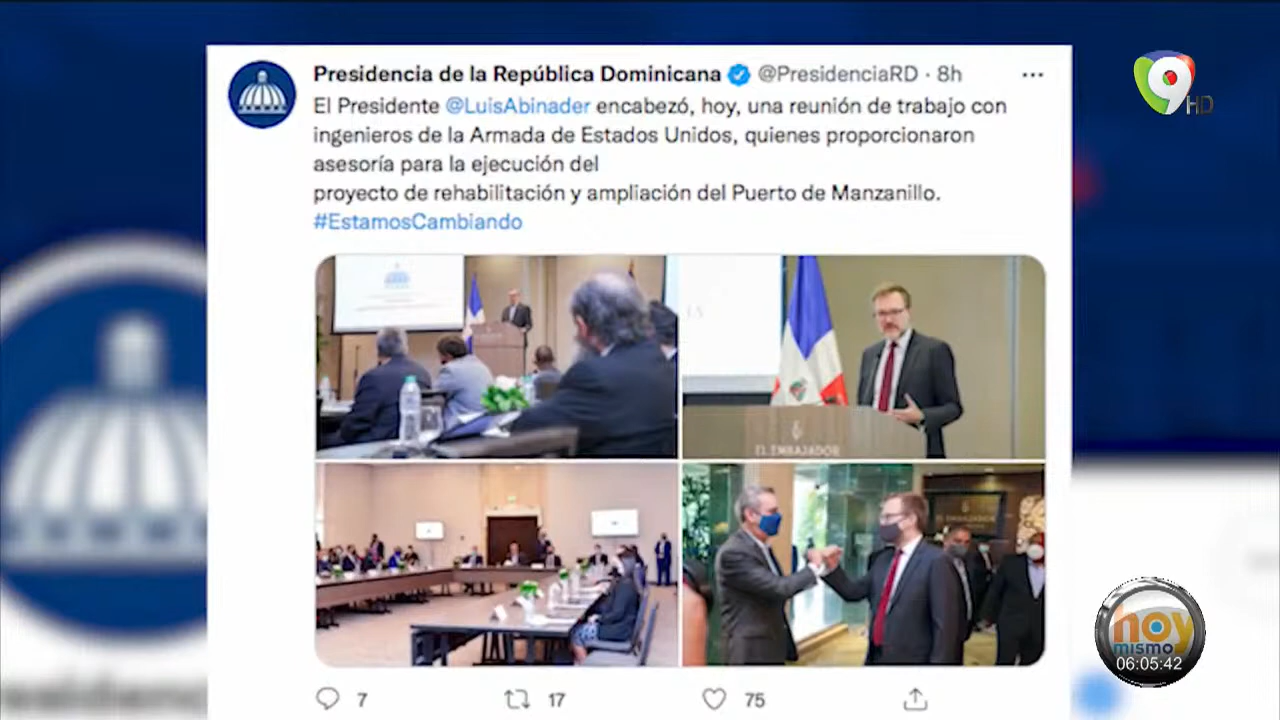 Presidencia de la República Dominicana @PresidenciaRD · 8h
El Presidente @LuisAbinader encabezó, hoy, una reunión de trabajo con
ingenieros de la Armada de Estados Unidos, quienes proporcionaron
asesoría para la ejecución del
proyecto de rehabilitación y ampliación del Puerto de Manzanillo.
#EstamosCambiando
9 HD
EL EMBAJADOR
EL EMBAJADOR
7 17 75
hoy
mismo
06:05:42